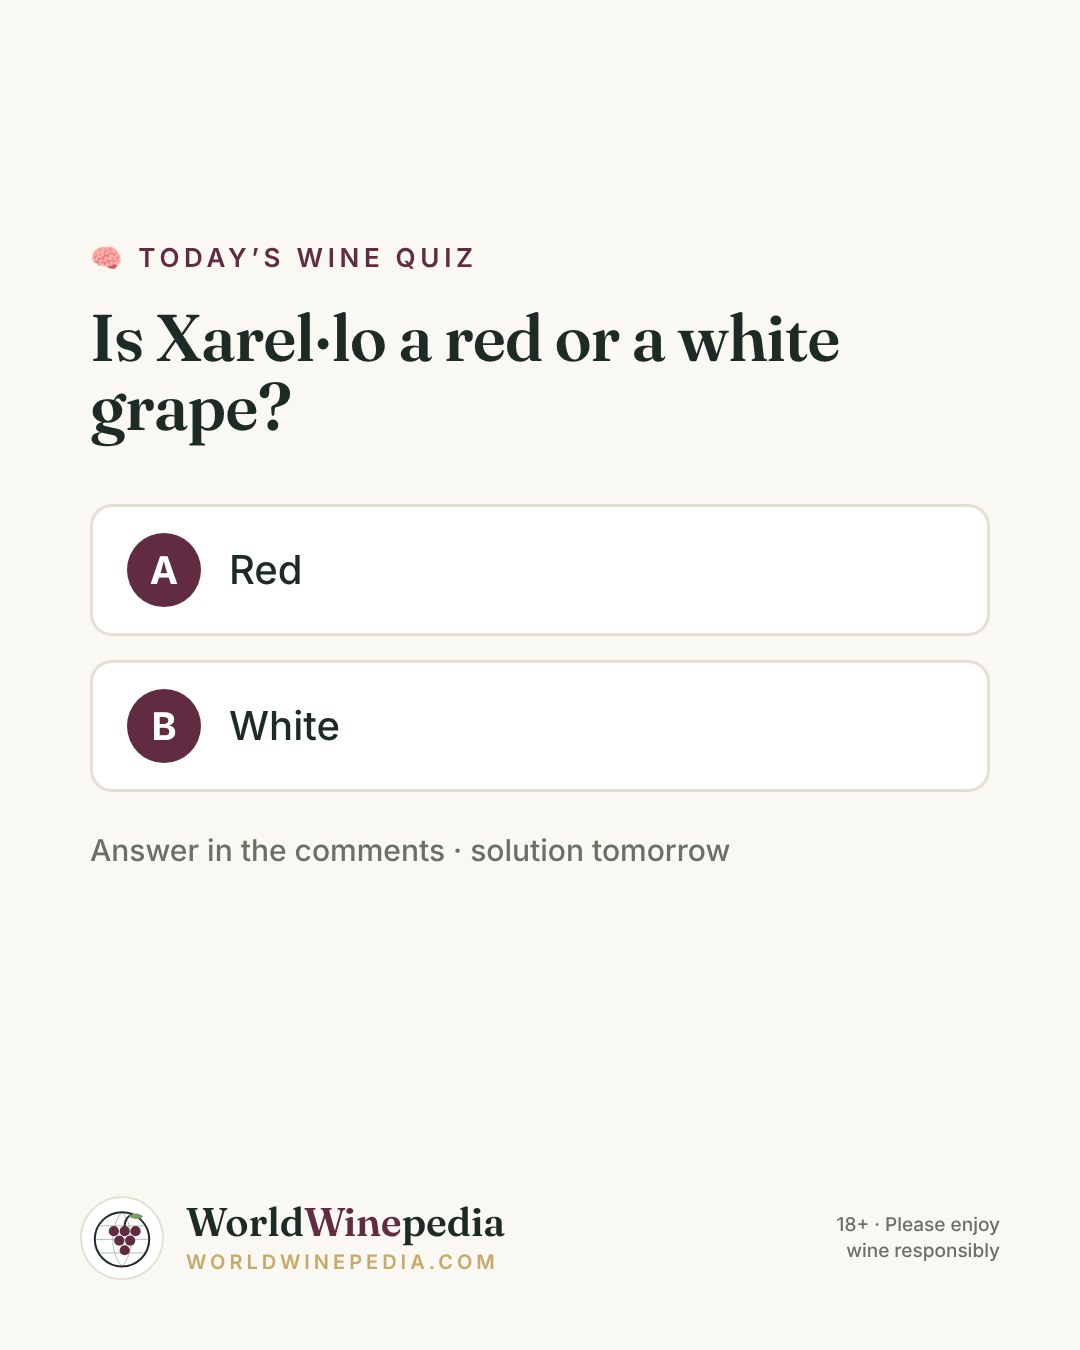 🧠 TODAY’S WINE QUIZ
Is Xarel·lo a red or a white
grape?
A Red
B White
Answer in the comments · solution tomorrow
WorldWinepedia
WORLDWINEPEDIA.COM
18+ · Please enjoy
wine responsibly